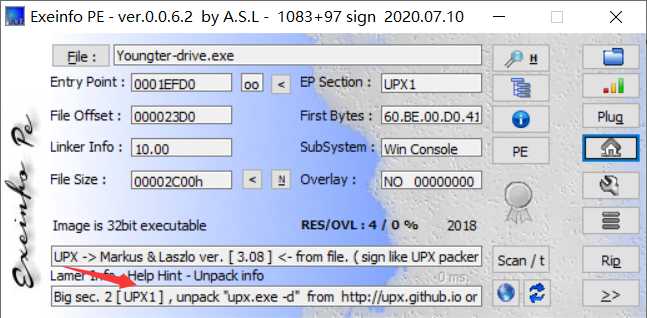 Exeinfo PE - ver.0.0.6.2 by A.S.L - 1083+97 sign 2020.07.10
File : Youngter-drive.exe H
Entry Point : 0001EFD0 oo < EP Section : UPX1
File Offset : 000023D0 First Bytes : 60.BE.00.D0.41 Plug
Linker Info : 10.00 SubSystem : Win Console PE
File Size : 00002C00h < N Overlay : NO 00000000
Image is 32bit executable RES/OVL : 4 / 0 % 2018
UPX -> Markus & Laszlo ver. [ 3.08 ] <- from file. ( sign like UPX packer Scan / t Rip
Lamer Info - Help Hint - Unpack info 0 ms.
Big sec. 2 [ UPX1 ] , unpack "upx.exe -d" from http://upx.github.io or >>
Exeinfo Pe